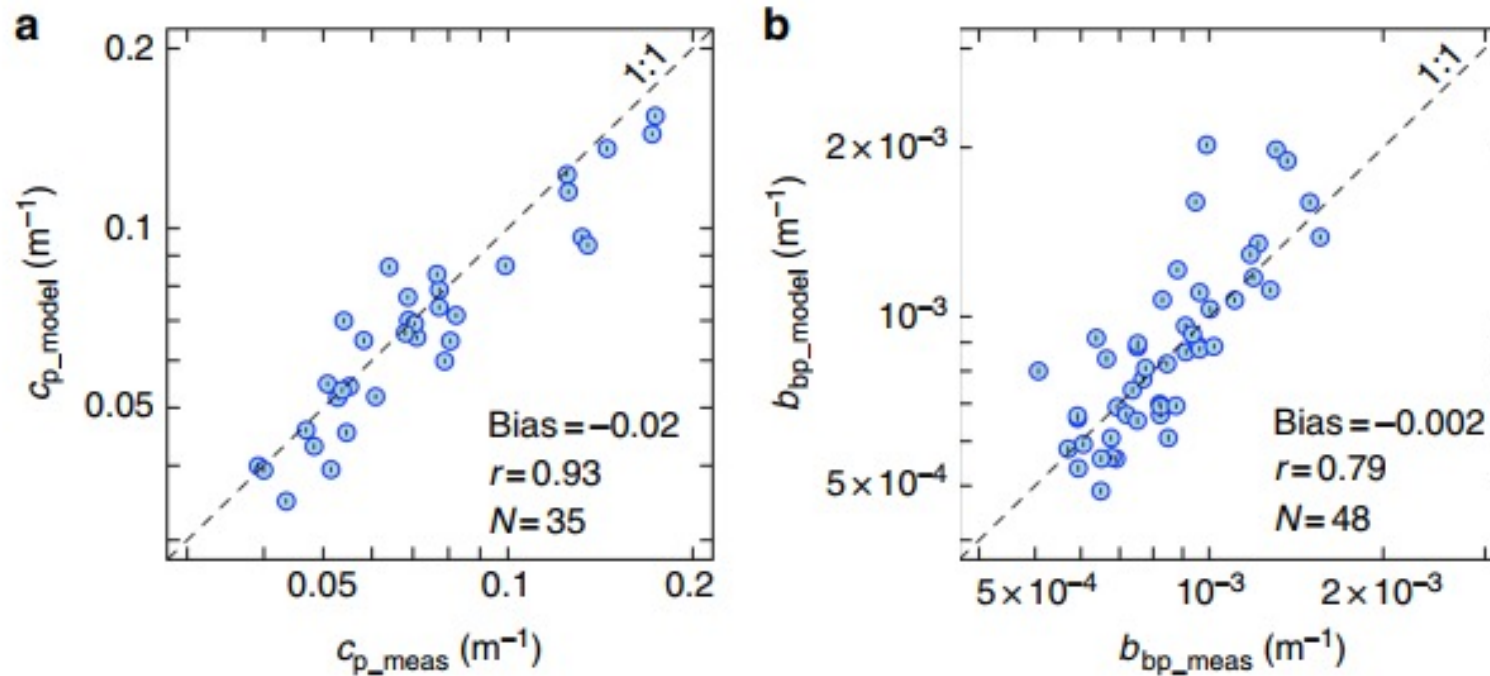 a
0.2
0.1
0.05
c_p_model (m⁻¹)
1:1
Bias=−0.02
r=0.93
N=35
0.05 0.1 0.2
c_p_meas (m⁻¹)
b
2×10⁻³
10⁻³
5×10⁻⁴
b_bp_model (m⁻¹)
1:1
Bias=−0.002
r=0.79
N=48
5×10⁻⁴ 10⁻³ 2×10⁻³
b_bp_meas (m⁻¹)